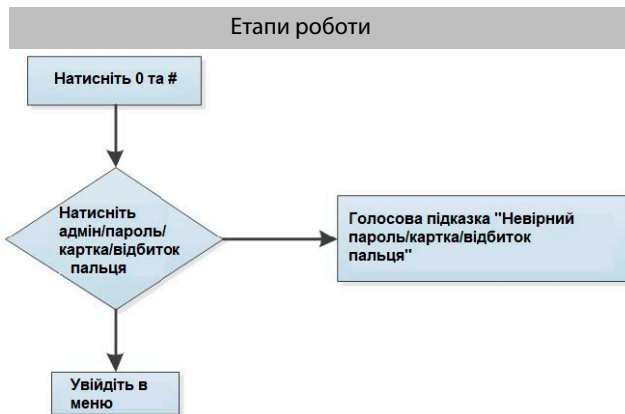 Етапи роботи
Натисніть 0 та #
Натисніть
адмін/пароль/
картка/відбиток
пальця
Голосова підказка "Невірний
пароль/картка/відбиток
пальця"
Увійдіть в
меню